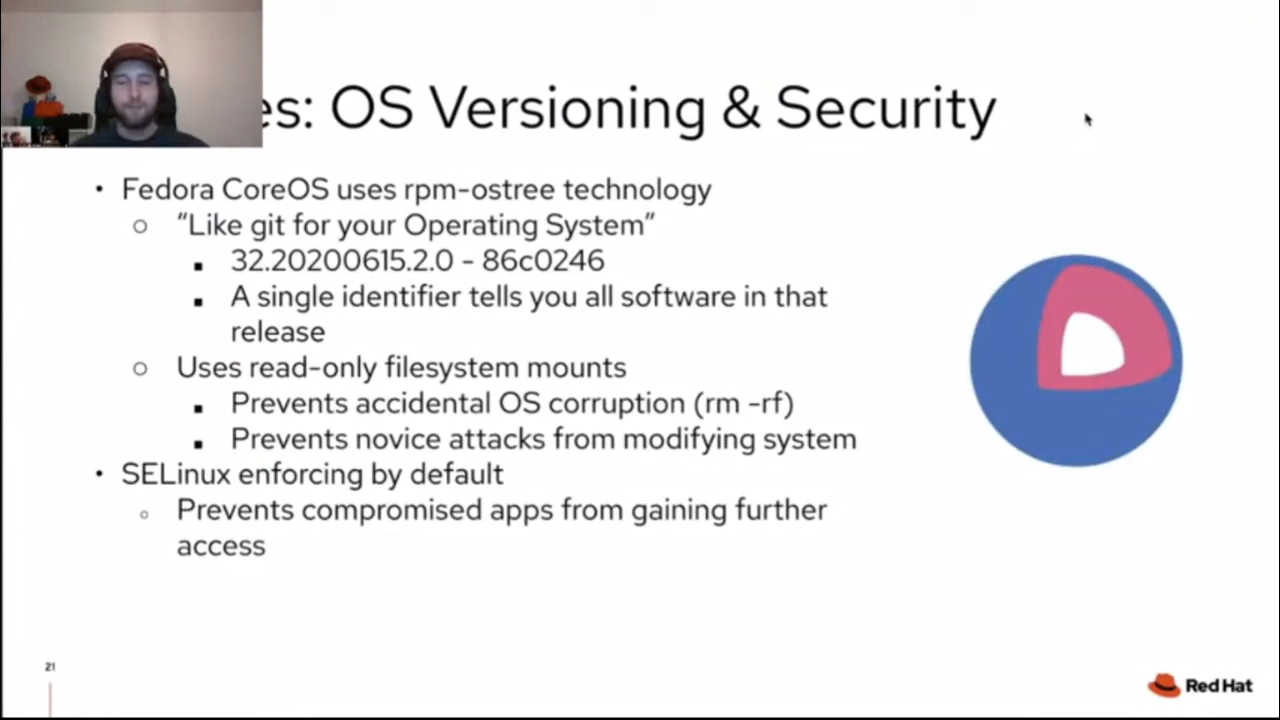 es: OS Versioning & Security
• Fedora CoreOS uses rpm-ostree technology
○ “Like git for your Operating System”
■ 32.20200615.2.0 - 86c0246
■ A single identifier tells you all software in that
release
○ Uses read-only filesystem mounts
■ Prevents accidental OS corruption (rm -rf)
■ Prevents novice attacks from modifying system
• SELinux enforcing by default
○ Prevents compromised apps from gaining further
access
21
Red Hat